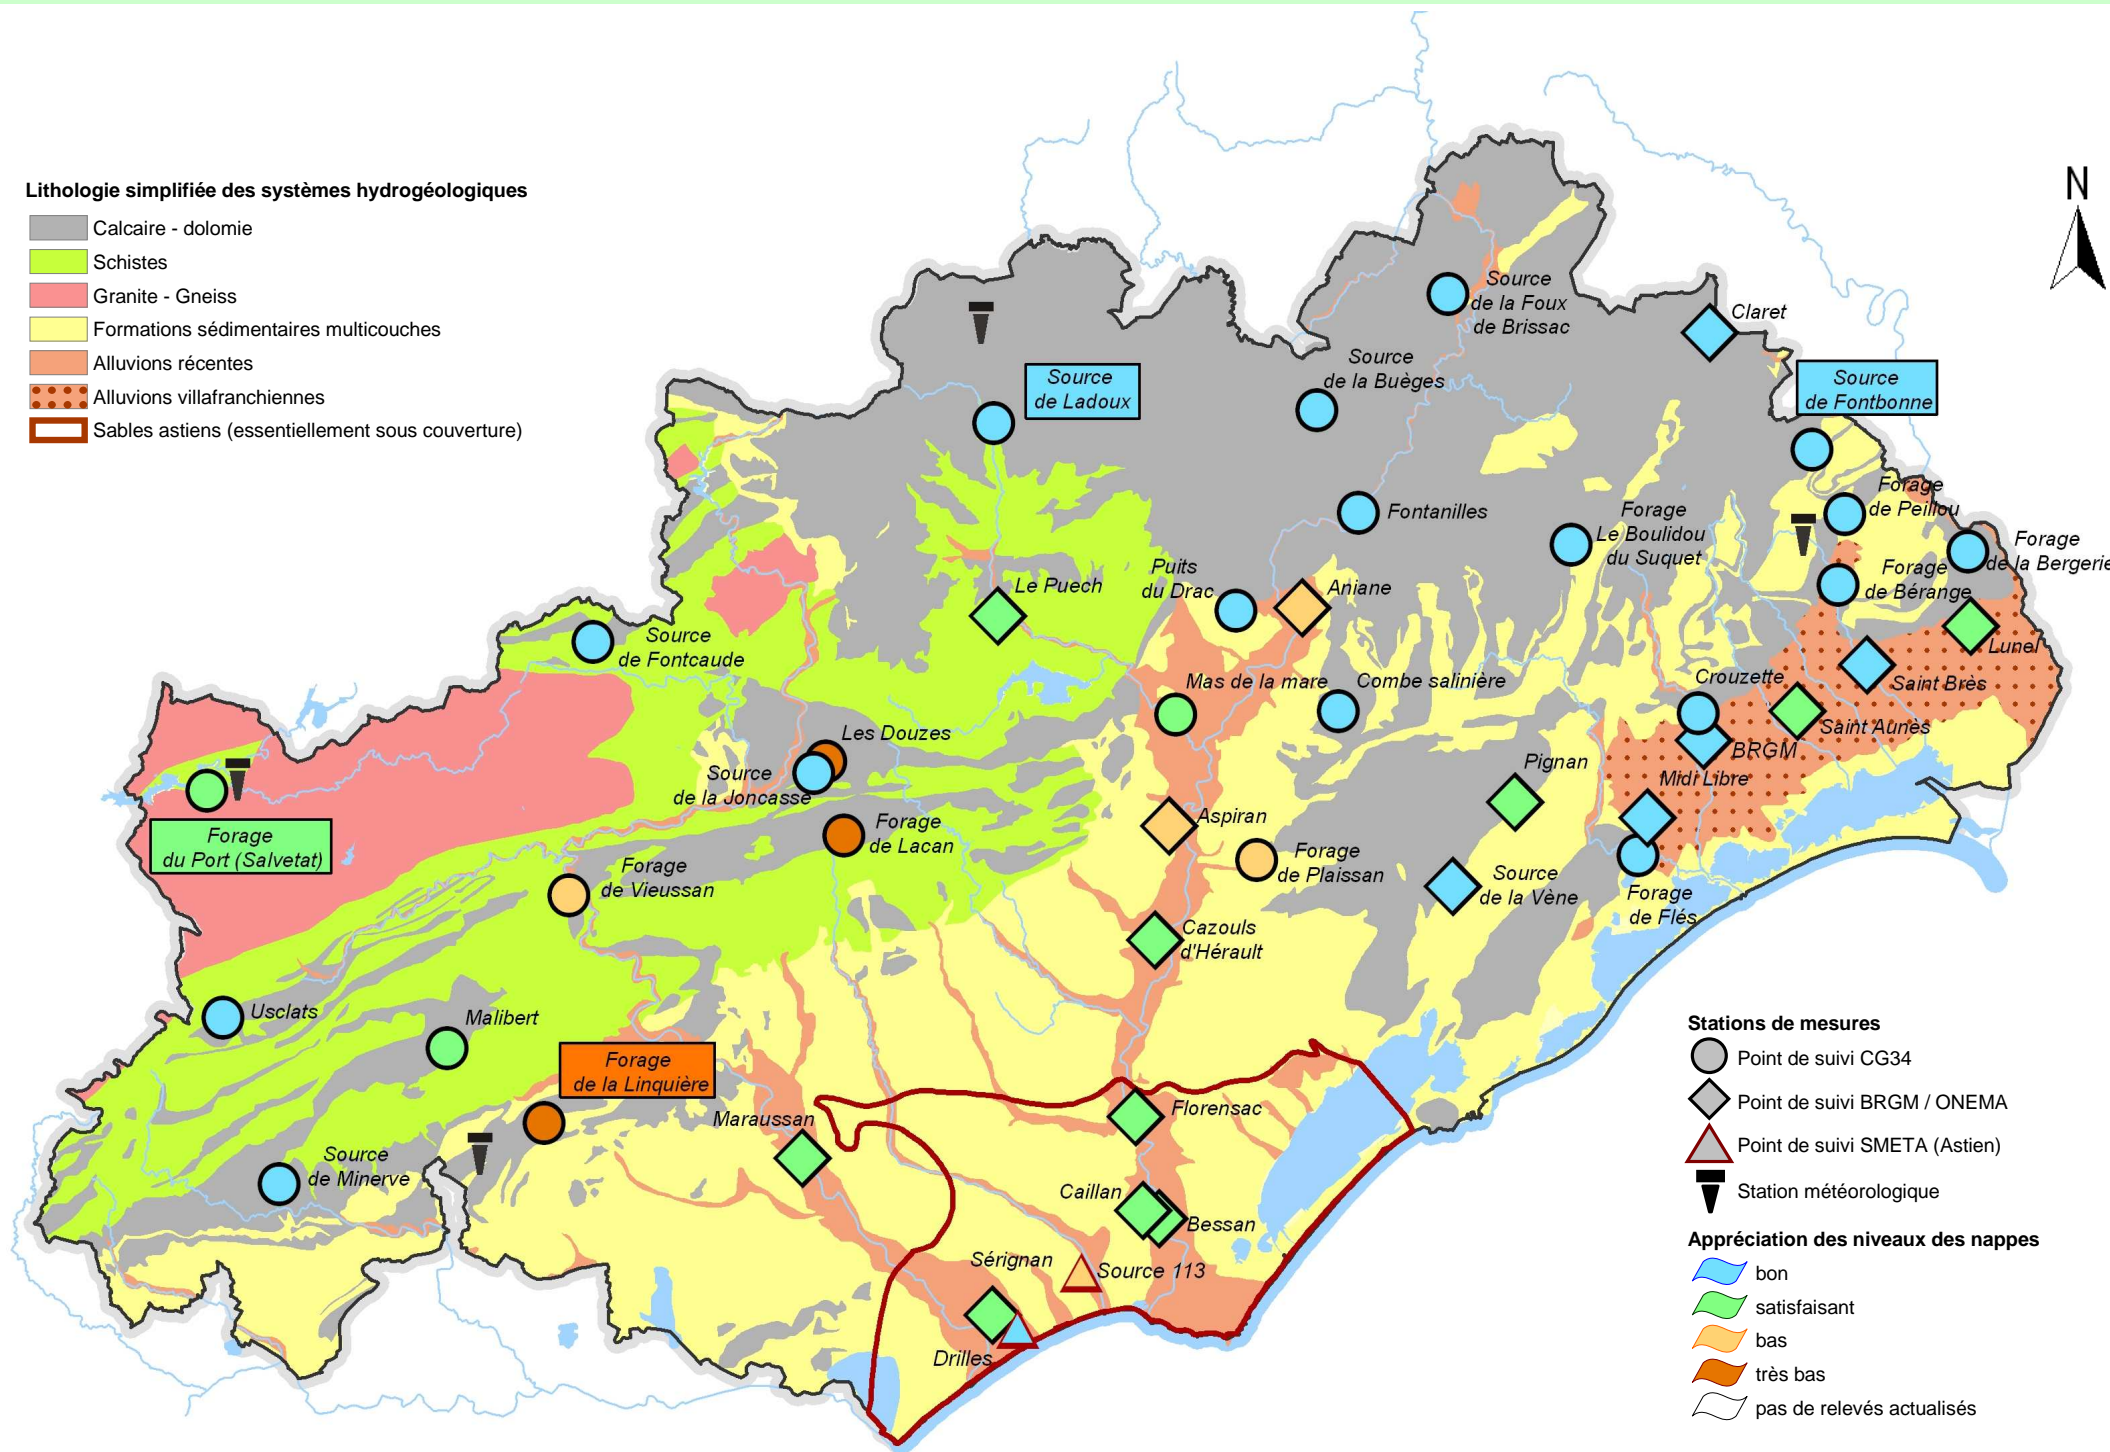 N
Lithologie simplifiée des systèmes hydrogéologiques
Calcaire - dolomie
Schistes
Granite - Gneiss
Formations sédimentaires multicouches
Alluvions récentes
Alluvions villafranchiennes
Sables astiens (essentiellement sous couverture)
Source
de la Foux
de Brissac
Claret
Source
de la Buèges
Source
de Ladoux
Source
de Fontbonne
Forage
de Peillou
Fontanilles
Forage
Le Boulidou
du Suquet
Forage
de la Bergerie
Forage
de Bérange
Puits
du Drac
Aniane
Le Puech
Lunel
Source
de Fontcaude
Mas de la mare
Combe salinière
Crouzette
Saint Brès
Saint Aunès
BRGM
Midi Libre
Les Douzes
Source
de la Joncasse
Pignan
Forage
du Port (Salvetat)
Forage
de Lacan
Aspiran
Forage
de Plaissan
Forage
de Vieussan
Source
de la Vène
Forage
de Flés
Cazouls
d'Hérault
Usclats
Malibert
Forage
de la Linquière
Maraussan
Florensac
Source
de Minerve
Caillan
Bessan
Sérignan
Source 113
Drilles
Stations de mesures
Point de suivi CG34
Point de suivi BRGM / ONEMA
Point de suivi SMETA (Astien)
Station météorologique
Appréciation des niveaux des nappes
bon
satisfaisant
bas
très bas
pas de relevés actualisés